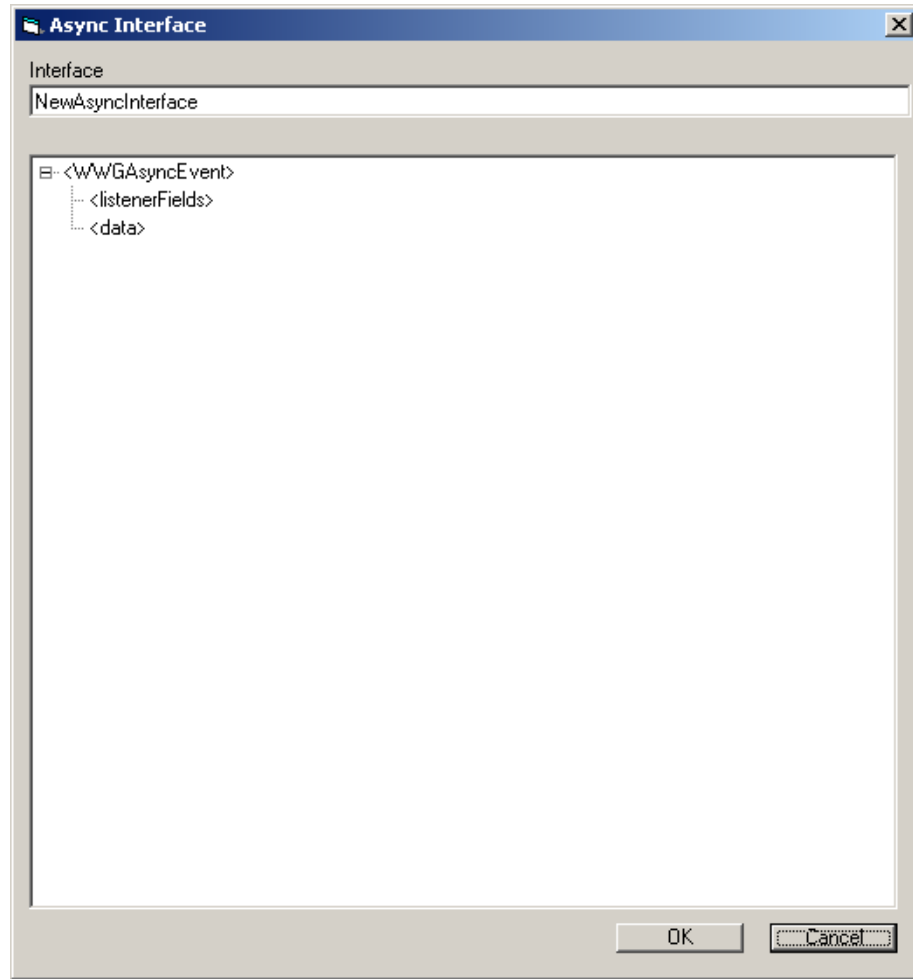 Async Interface
Interface
NewAsyncInterface
<WWGAsyncEvent>
<listenerFields>
<data>
OK
Cancel